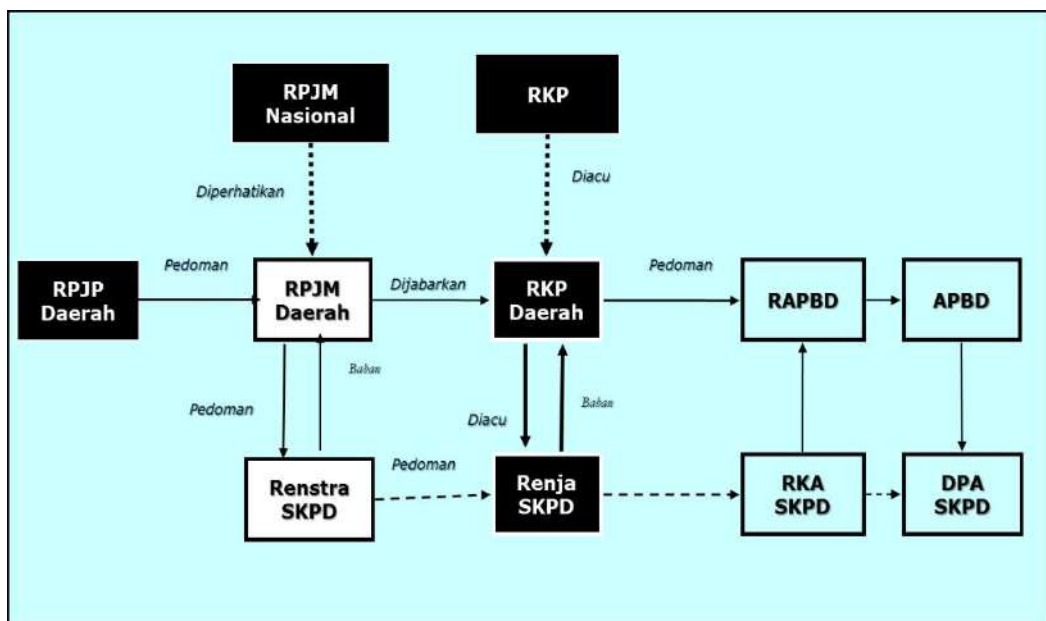 RPJM
Nasional
RKP
Diperhatikan
Diacu
RPJP
Daerah
Pedoman
RPJM
Daerah
Dijabarkan
RKP
Daerah
Pedoman
RAPBD
APBD
Pedoman
Bahan
Diacu
Bahan
Renstra
SKPD
Pedoman
Renja
SKPD
RKA
SKPD
DPA
SKPD